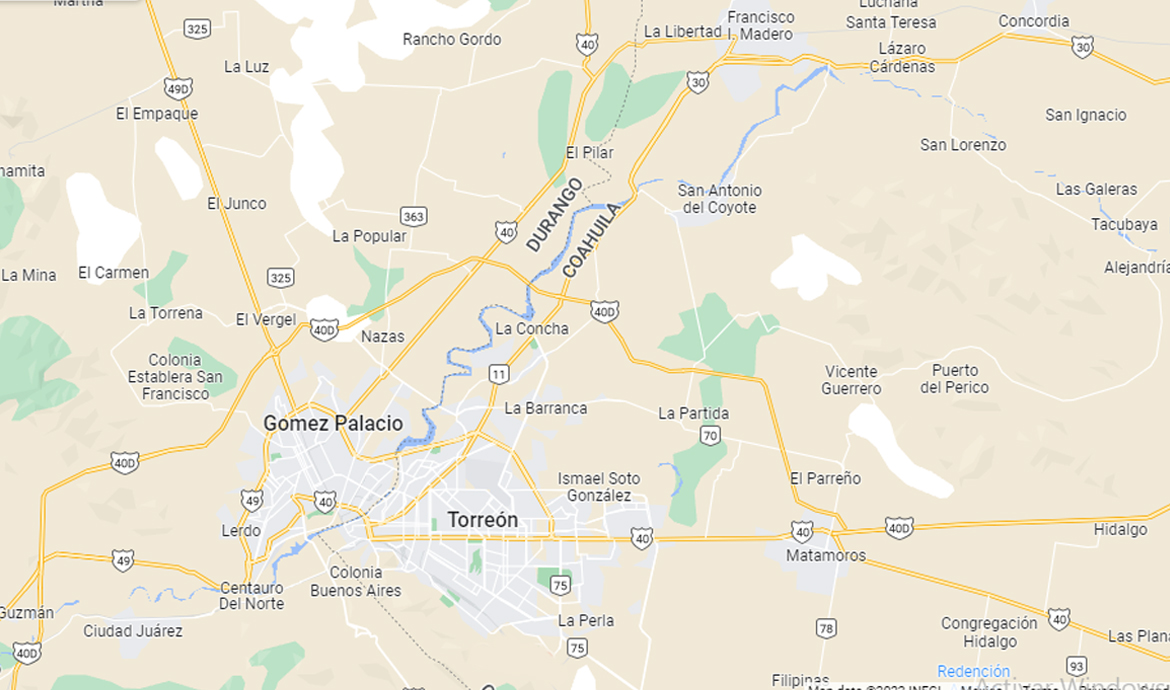 Martha
325
Rancho Gordo
40
La Libertad
Francisco
I. Madero
Lucharia
Santa Teresa
Concordia
30
Lázaro
Cárdenas
La Luz
49D
30
El Empaque
San Ignacio
El Pilar
San Lorenzo
namita
San Antonio
del Coyote
Las Galeras
El Junco
363
DURANGO
COAHUILA
40
La Popular
Tacubaya
La Mina
El Carmen
325
Alejandría
La Torrena
El Vergel
40D
40D
La Concha
Nazas
Colonia
Establera San
Francisco
11
Vicente
Guerrero
Puerto
del Perico
La Barranca
La Partida
Gomez Palacio
70
40D
Ismael Soto
González
El Parreño
49
40
Torreón
Lerdo
40
40
40D
Hidalgo
Matamoros
49
Colonia
Buenos Aires
75
Centauro
Del Norte
Guzmán
Ciudad Juárez
La Perla
78
Congregación
Hidalgo
40
Las Plana
40D
75
93
Redención
Filipinas
Activar Windows